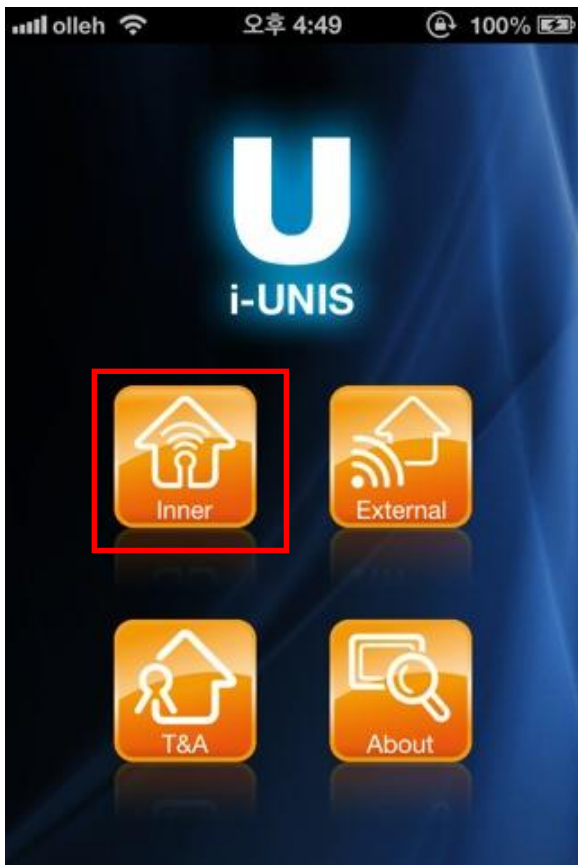 olleh 오후 4:49 100%
U
i-UNIS
Inner External
T&A About